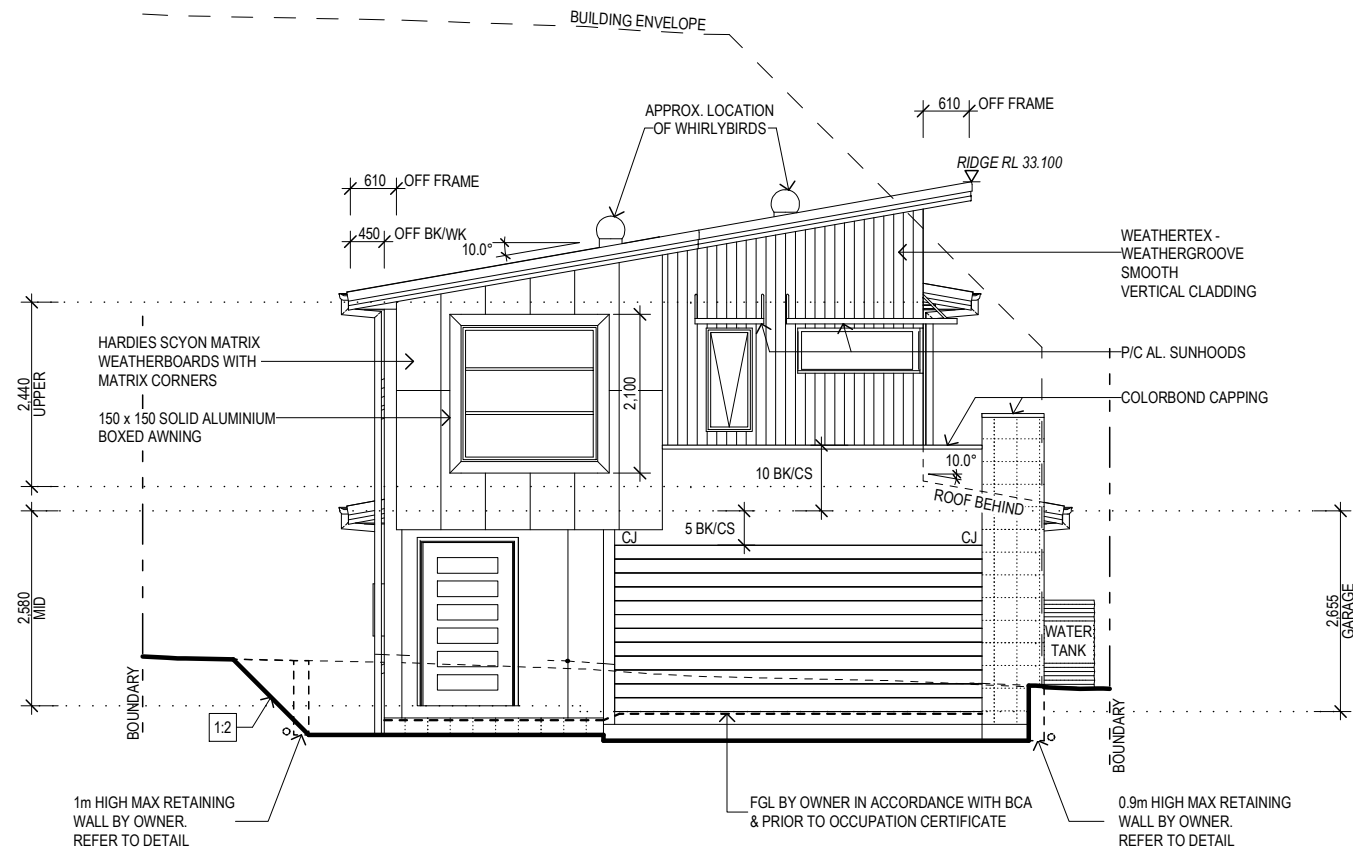 BUILDING ENVELOPE
APPROX. LOCATION
OF WHIRLYBIRDS
610 OFF FRAME
RIDGE RL 33.100
610 OFF FRAME
450 OFF BK/WK
10.0°
WEATHERTEX -
WEATHERGROOVE
SMOOTH
VERTICAL CLADDING
HARDIES SCYON MATRIX
WEATHERBOARDS WITH
MATRIX CORNERS
P/C AL. SUNHOODS
2,440
UPPER
2,100
COLORBOND CAPPING
150 x 150 SOLID ALUMINIUM
BOXED AWNING
10 BK/CS
10.0°
ROOF BEHIND
5 BK/CS
CJ
CJ
2,580
MID
2,655
GARAGE
WATER
TANK
BOUNDARY
1:2
BOUNDARY
1m HIGH MAX RETAINING
WALL BY OWNER.
REFER TO DETAIL
FGL BY OWNER IN ACCORDANCE WITH BCA
& PRIOR TO OCCUPATION CERTIFICATE
0.9m HIGH MAX RETAINING
WALL BY OWNER.
REFER TO DETAIL